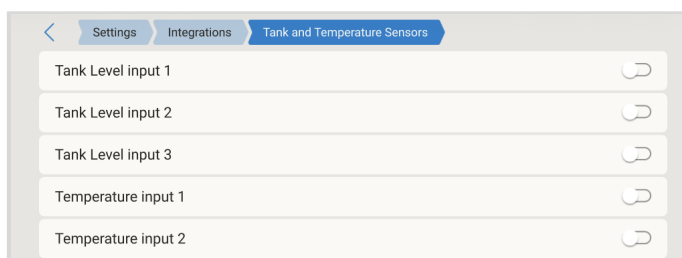 Settings Integrations Tank and Temperature Sensors
Tank Level input 1
Tank Level input 2
Tank Level input 3
Temperature input 1
Temperature input 2